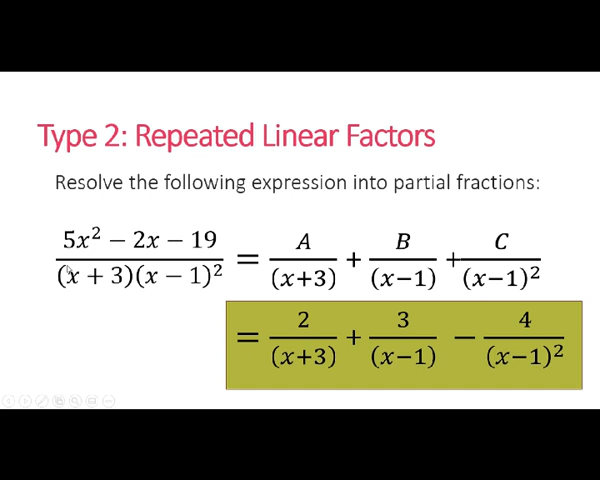 Type 2: Repeated Linear Factors
Resolve the following expression into partial fractions:
5x² − 2x − 19 / (x + 3)(x − 1)² = A / (x+3) + B / (x−1) + C / (x−1)²
= 2 / (x+3) + 3 / (x−1) − 4 / (x−1)²